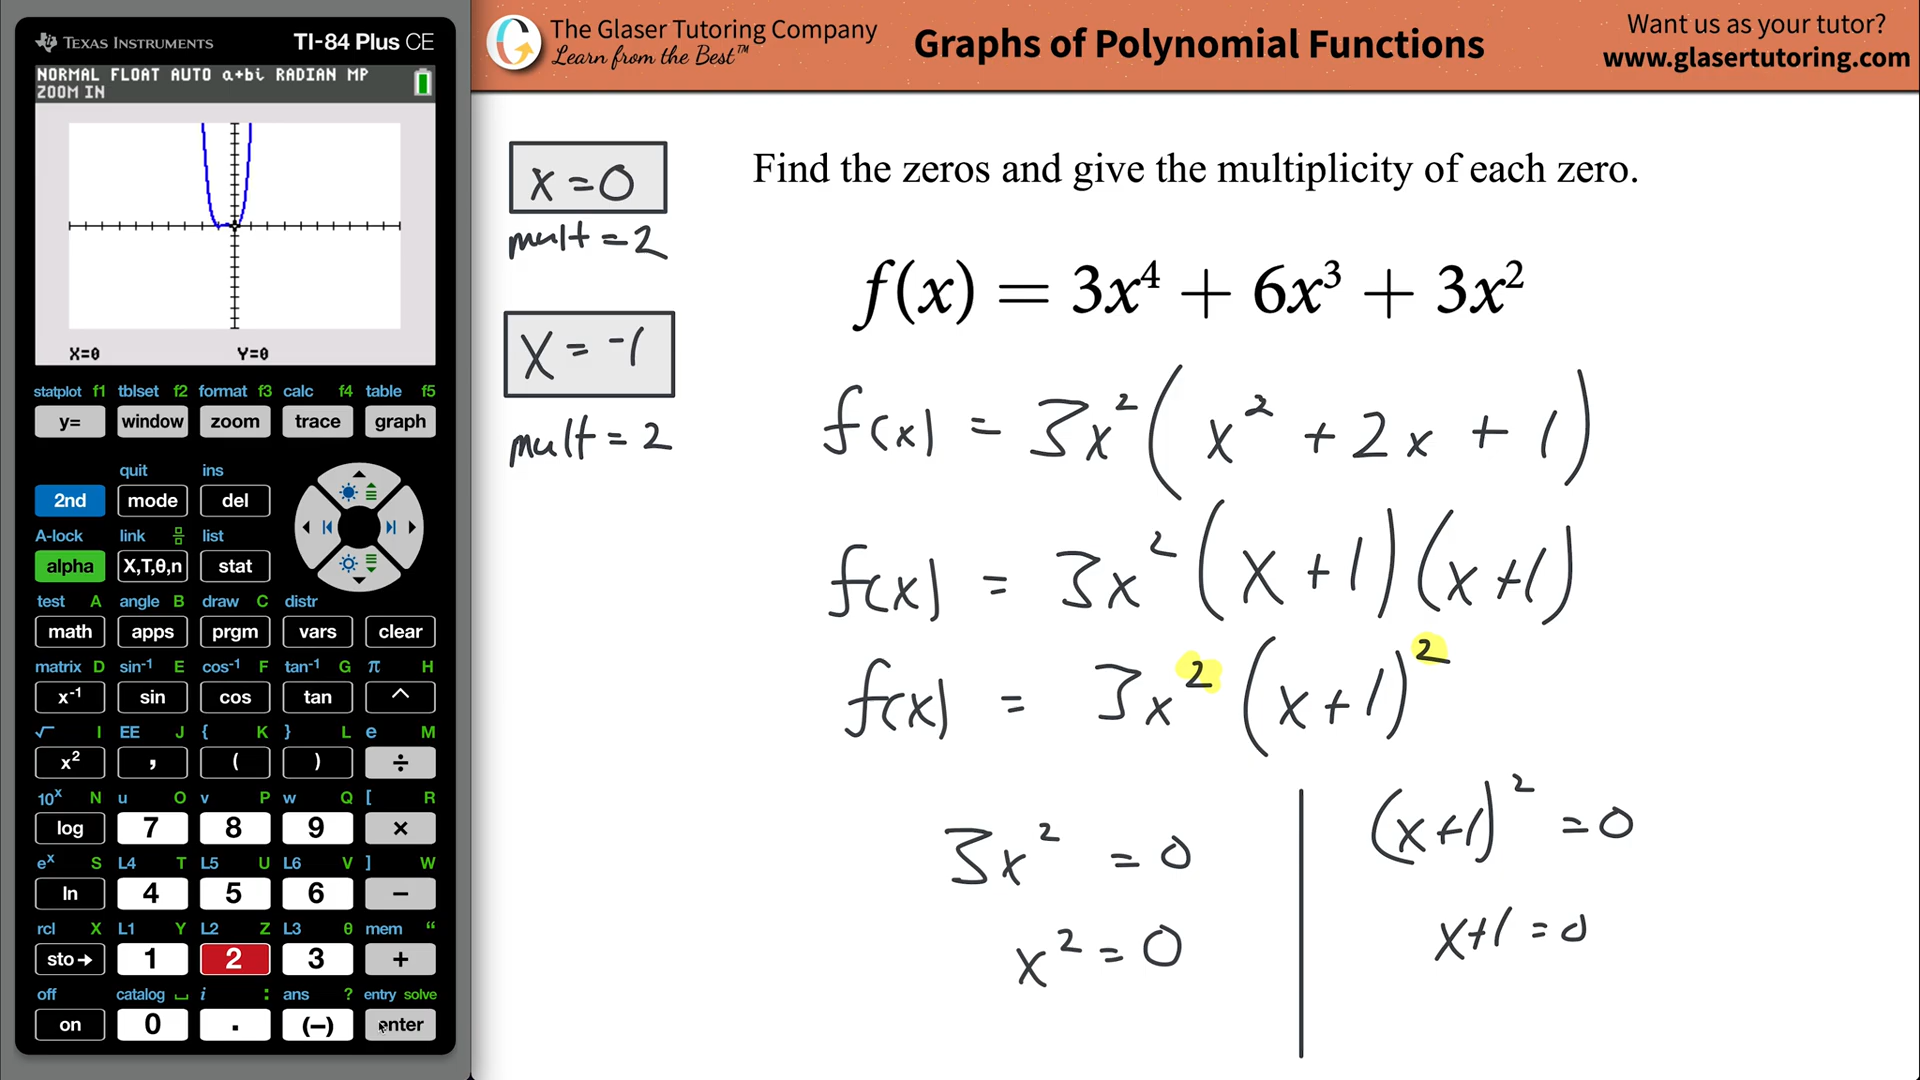 TEXAS INSTRUMENTS TI-84 Plus CE
NORMAL FLOAT AUTO a+bi RADIAN MP
ZOOM IN
X=0 Y=0
statplot f1 tblset f2 format f3 calc f4 table f5
y= window zoom trace graph
quit ins
2nd mode del
A-lock link list
alpha X,T,θ,n stat
test A angle B draw C distr
math apps prgm vars clear
matrix D sin⁻¹ E cos⁻¹ F tan⁻¹ G π H
x⁻¹ sin cos tan ^
√ I EE J { K } L e M
x² , ( ) ÷
10ˣ N u O v P w Q [ R
log 7 8 9 ×
eˣ S L4 T L5 U L6 V ] W
ln 4 5 6 −
rcl X L1 Y L2 Z L3 θ mem “
sto→ 1 2 3 +
off catalog ⎵ i : ans ? entry solve
on 0 . (−) enter
The Glaser Tutoring Company
Learn from the Best™
Graphs of Polynomial Functions
Want us as your tutor?
www.glasertutoring.com
x = 0
mult = 2
x = -1
mult = 2
Find the zeros and give the multiplicity of each zero.
f(x) = 3x⁴ + 6x³ + 3x²
f(x) = 3x² ( x² + 2x + 1 )
f(x) = 3x² (x+1)(x+1)
f(x) = 3x² (x+1)²
3x² = 0
x² = 0
(x+1)² = 0
x+1 = 0